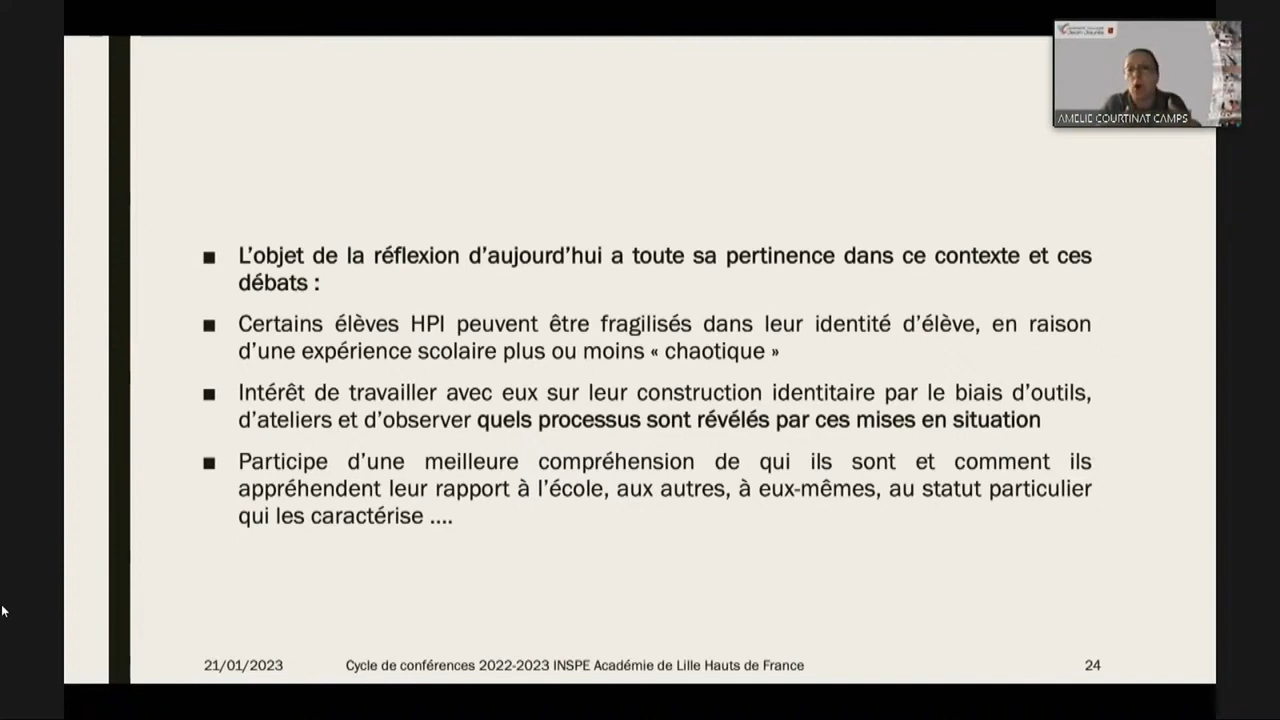 AMELIE COURTINAT CAMPS
■ L’objet de la réflexion d’aujourd’hui a toute sa pertinence dans ce contexte et ces
débats :
■ Certains élèves HPI peuvent être fragilisés dans leur identité d’élève, en raison
d’une expérience scolaire plus ou moins « chaotique »
■ Intérêt de travailler avec eux sur leur construction identitaire par le biais d’outils,
d’ateliers et d’observer quels processus sont révélés par ces mises en situation
■ Participe d’une meilleure compréhension de qui ils sont et comment ils
appréhendent leur rapport à l’école, aux autres, à eux-mêmes, au statut particulier
qui les caractérise ....
21/01/2023 Cycle de conférences 2022-2023 INSPE Académie de Lille Hauts de France 24